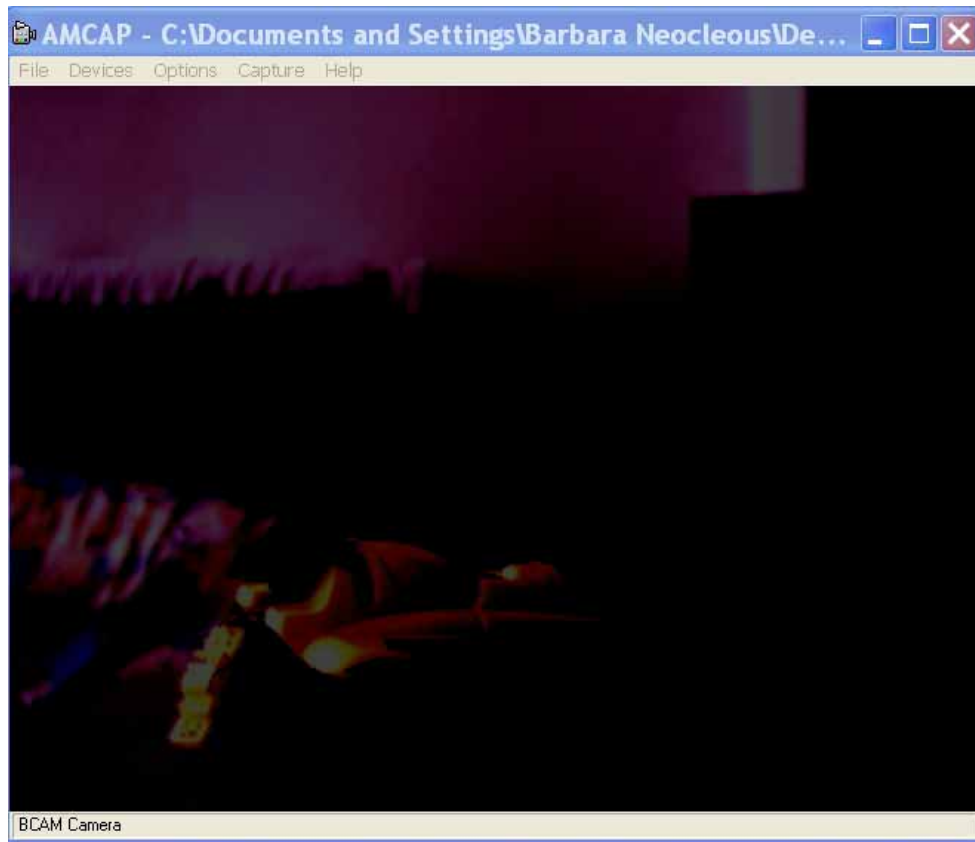 AMCAP - C:\Documents and Settings\Barbara Neocleous\De...
File Devices Options Capture Help
BCAM Camera